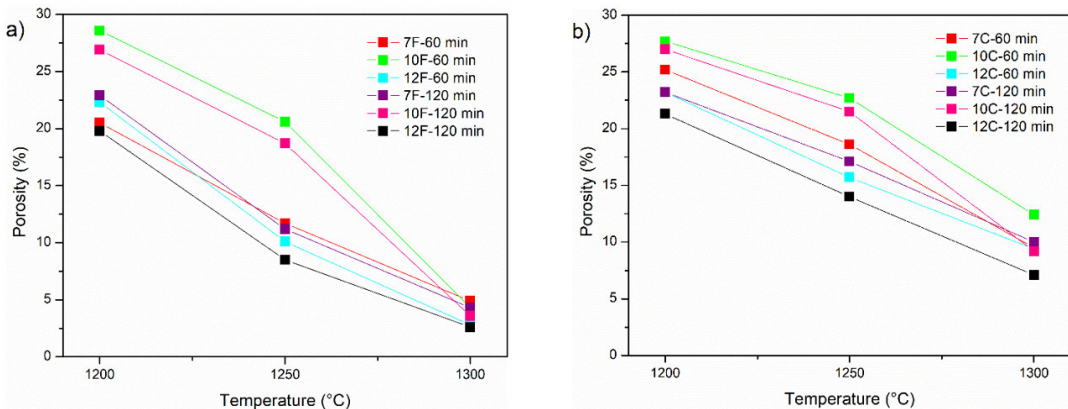 a)
30
25
20
15
10
5
0
Porosity (%)
7F-60 min
10F-60 min
12F-60 min
7F-120 min
10F-120 min
12F-120 min
1200 1250 1300
Temperature (°C)
b)
30
25
20
15
10
5
0
Porosity (%)
7C-60 min
10C-60 min
12C-60 min
7C-120 min
10C-120 min
12C-120 min
1200 1250 1300
Temperature (°C)